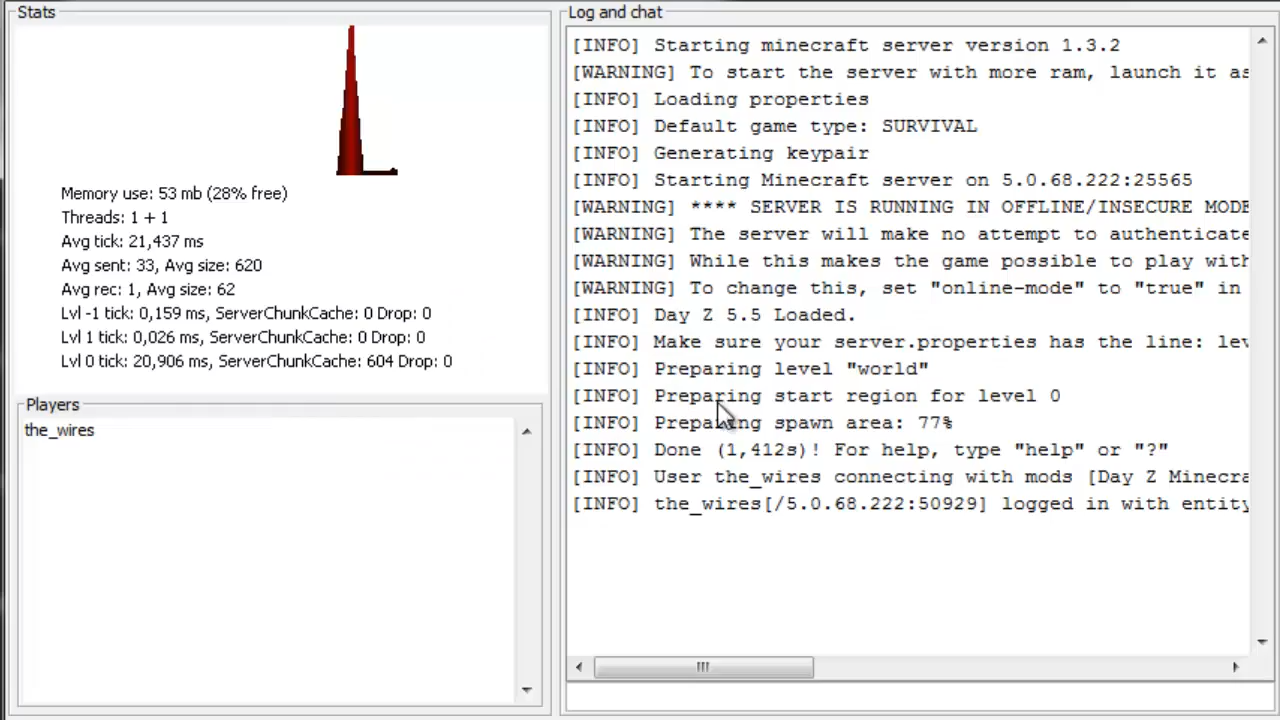 Stats
Memory use: 53 mb (28% free)
Threads: 1 + 1
Avg tick: 21,437 ms
Avg sent: 33, Avg size: 620
Avg rec: 1, Avg size: 62
Lvl -1 tick: 0,159 ms, ServerChunkCache: 0 Drop: 0
Lvl 1 tick: 0,026 ms, ServerChunkCache: 0 Drop: 0
Lvl 0 tick: 20,906 ms, ServerChunkCache: 604 Drop: 0
Players
the_wires
Log and chat
[INFO] Starting minecraft server version 1.3.2
[WARNING] To start the server with more ram, launch it as
[INFO] Loading properties
[INFO] Default game type: SURVIVAL
[INFO] Generating keypair
[INFO] Starting Minecraft server on 5.0.68.222:25565
[WARNING] **** SERVER IS RUNNING IN OFFLINE/INSECURE MODE
[WARNING] The server will make no attempt to authenticate
[WARNING] While this makes the game possible to play with
[WARNING] To change this, set "online-mode" to "true" in
[INFO] Day Z 5.5 Loaded.
[INFO] Make sure your server.properties has the line: lev
[INFO] Preparing level "world"
[INFO] Preparing start region for level 0
[INFO] Preparing spawn area: 77%
[INFO] Done (1,412s)! For help, type "help" or "?"
[INFO] User the_wires connecting with mods [Day Z Minecra
[INFO] the_wires[/5.0.68.222:50929] logged in with entity